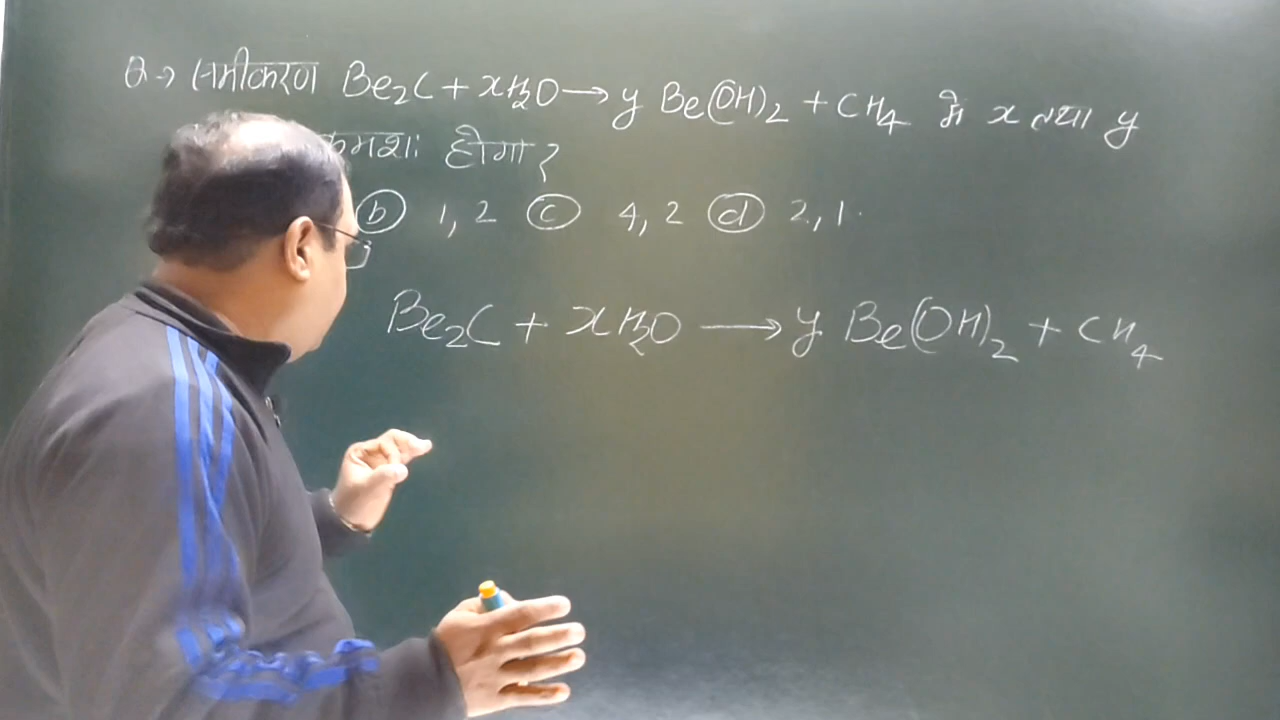 Q→ समीकरण Be₂C + xH₂O → y Be(OH)₂ + CH₄ में x तथा y
क्रमशः होगा?
ⓑ 1, 2 ⓒ 4, 2 ⓓ 2, 1
Be₂C + xH₂O → y Be(OH)₂ + CH₄